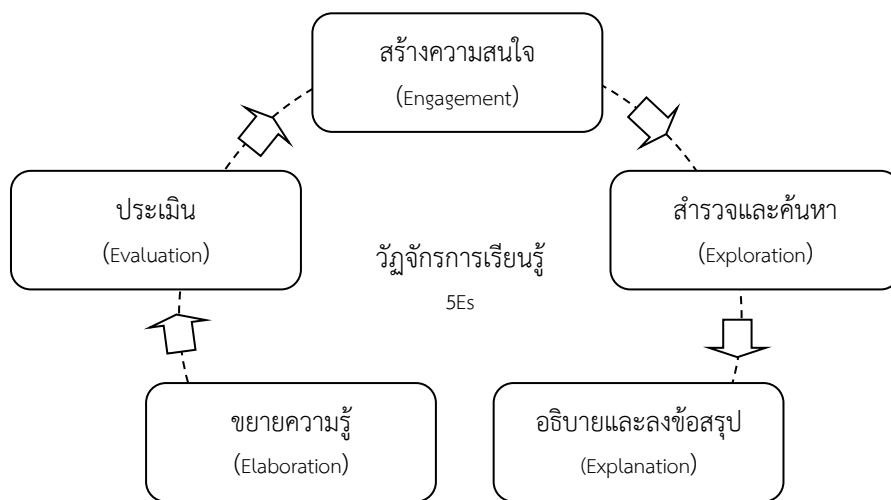 สร้างความสนใจ
(Engagement)
ประเมิน
(Evaluation)
สำรวจและค้นหา
(Exploration)
วัฏจักรการเรียนรู้
5Es
ขยายความรู้
(Elaboration)
อธิบายและลงข้อสรุป
(Explanation)